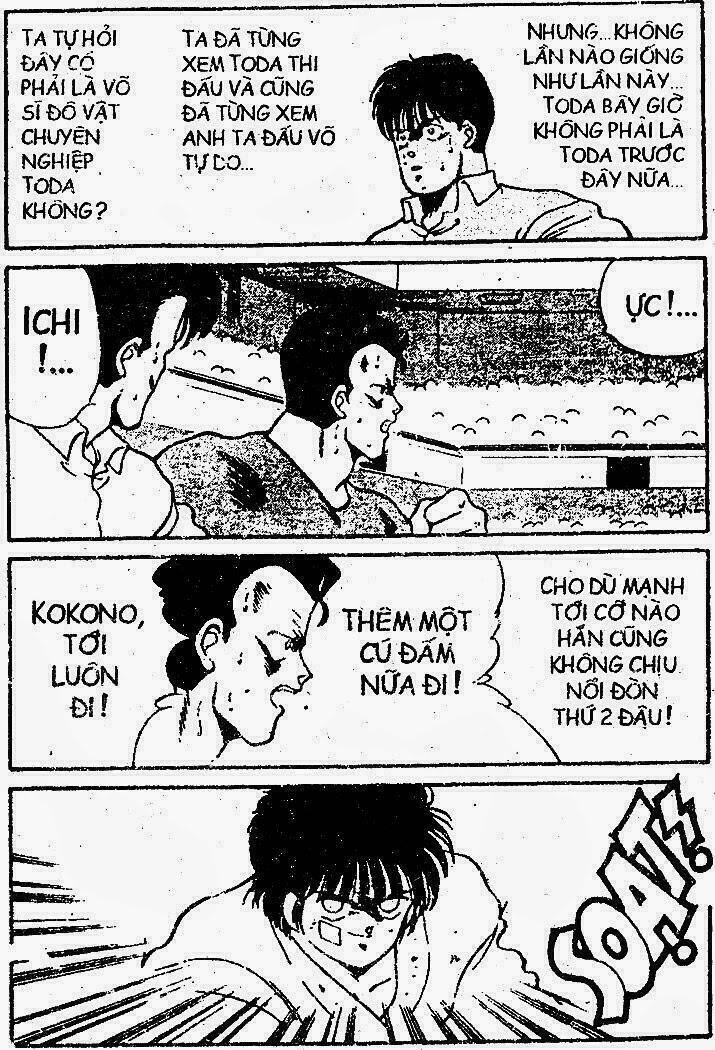 NHƯNG...KHÔNG
LẦN NÀO GIỐNG
NHƯ LẦN NÀY...
TODA BÂY GIỜ
KHÔNG PHẢI LÀ
TODA TRƯỚC
ĐÂY NỮA...
TA ĐÃ TỪNG
XEM TODA THI
ĐẤU VÀ CŨNG
ĐÃ TỪNG XEM
ANH TA ĐẤU VÕ
TỰ DO...
TA TỰ HỎI
ĐÂY CÓ
PHẢI LÀ VÕ
SĨ ĐÔ VẬT
CHUYÊN
NGHIỆP
TODA
KHÔNG?
ỰC!...
ICHI
!...
CHO DÙ MẠNH
TỚI CỠ NÀO
HẮN CŨNG
KHÔNG CHỊU
NỔI ĐÒN
THỨ 2 ĐÂU!
THÊM MỘT
CÚ ĐẤM
NỮA ĐI!
KOKONO,
TỚI
LUÔN
ĐI!
SOẠT!